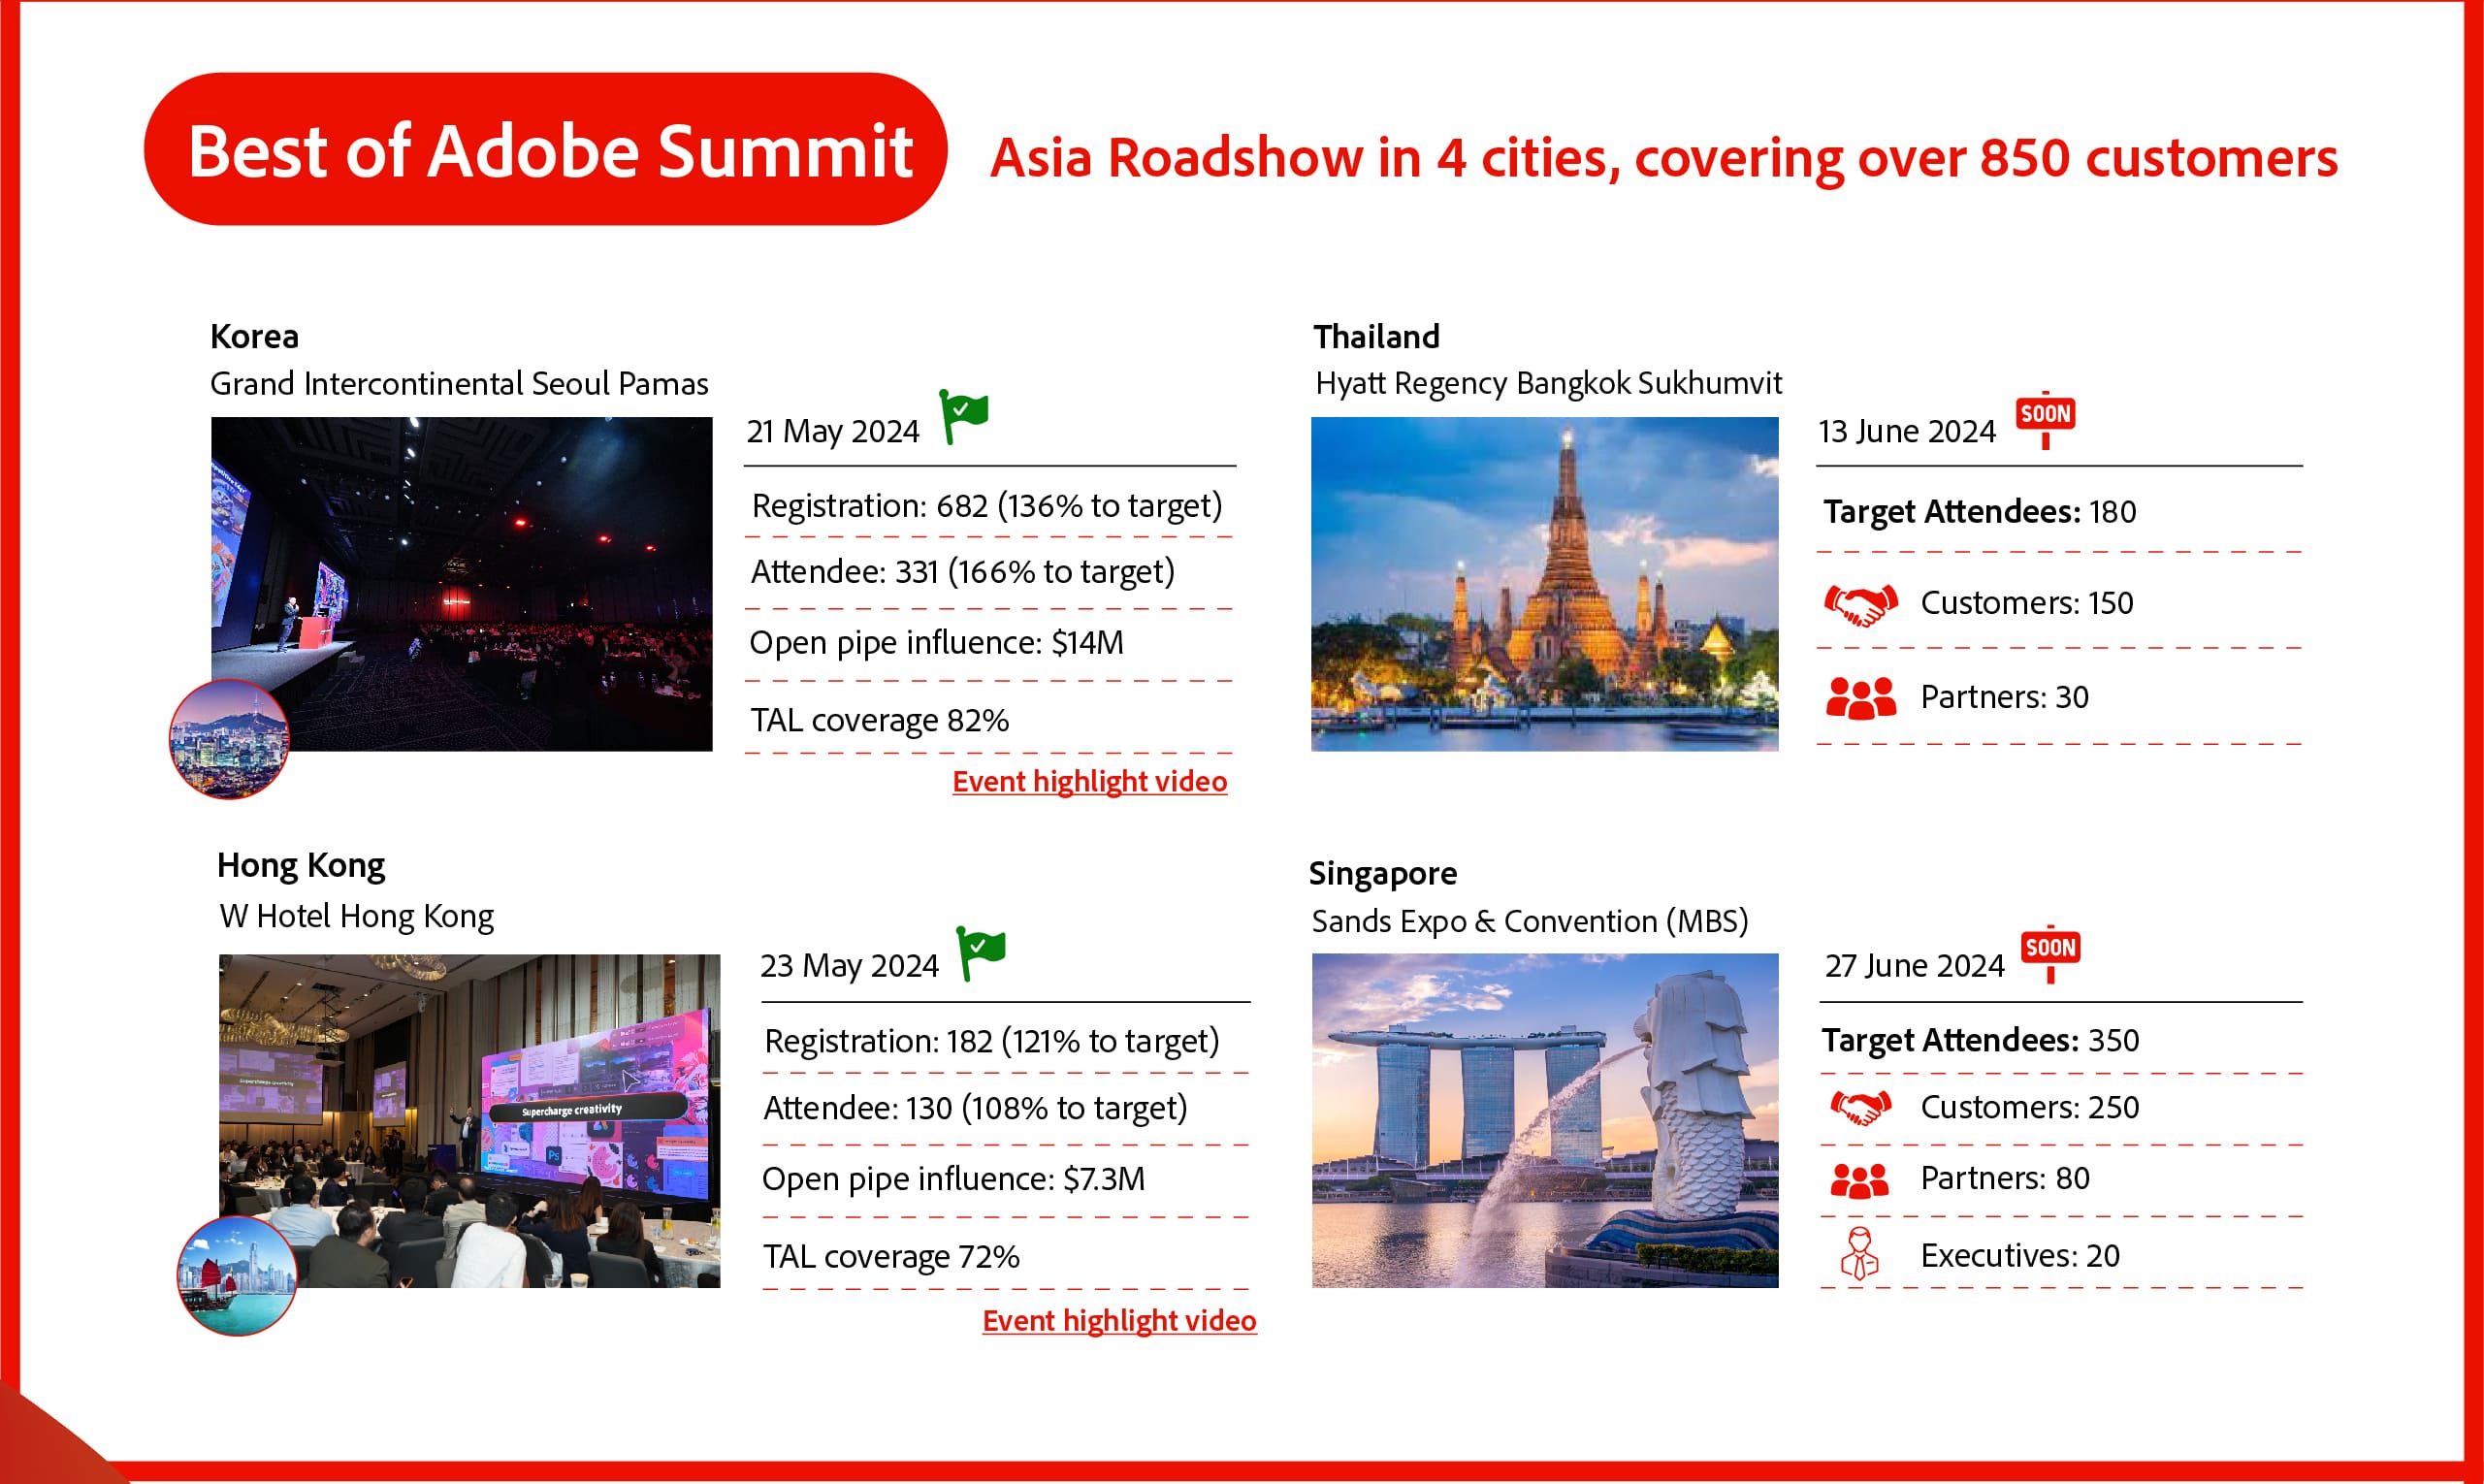 Best of Adobe Summit
Asia Roadshow in 4 cities, covering over 850 customers
Korea
Grand Intercontinental Seoul Pamas
21 May 2024
Registration: 682 (136% to target)
Attendee: 331 (166% to target)
Open pipe influence: $14M
TAL coverage 82%
Event highlight video
Thailand
Hyatt Regency Bangkok Sukhumvit
13 June 2024
SOON
Target Attendees: 180
Customers: 150
Partners: 30
Hong Kong
W Hotel Hong Kong
Supercharge creativity
Supercharge creativity
Ps
23 May 2024
Registration: 182 (121% to target)
Attendee: 130 (108% to target)
Open pipe influence: $7.3M
TAL coverage 72%
Event highlight video
Singapore
Sands Expo & Convention (MBS)
27 June 2024
SOON
Target Attendees: 350
Customers: 250
Partners: 80
Executives: 20